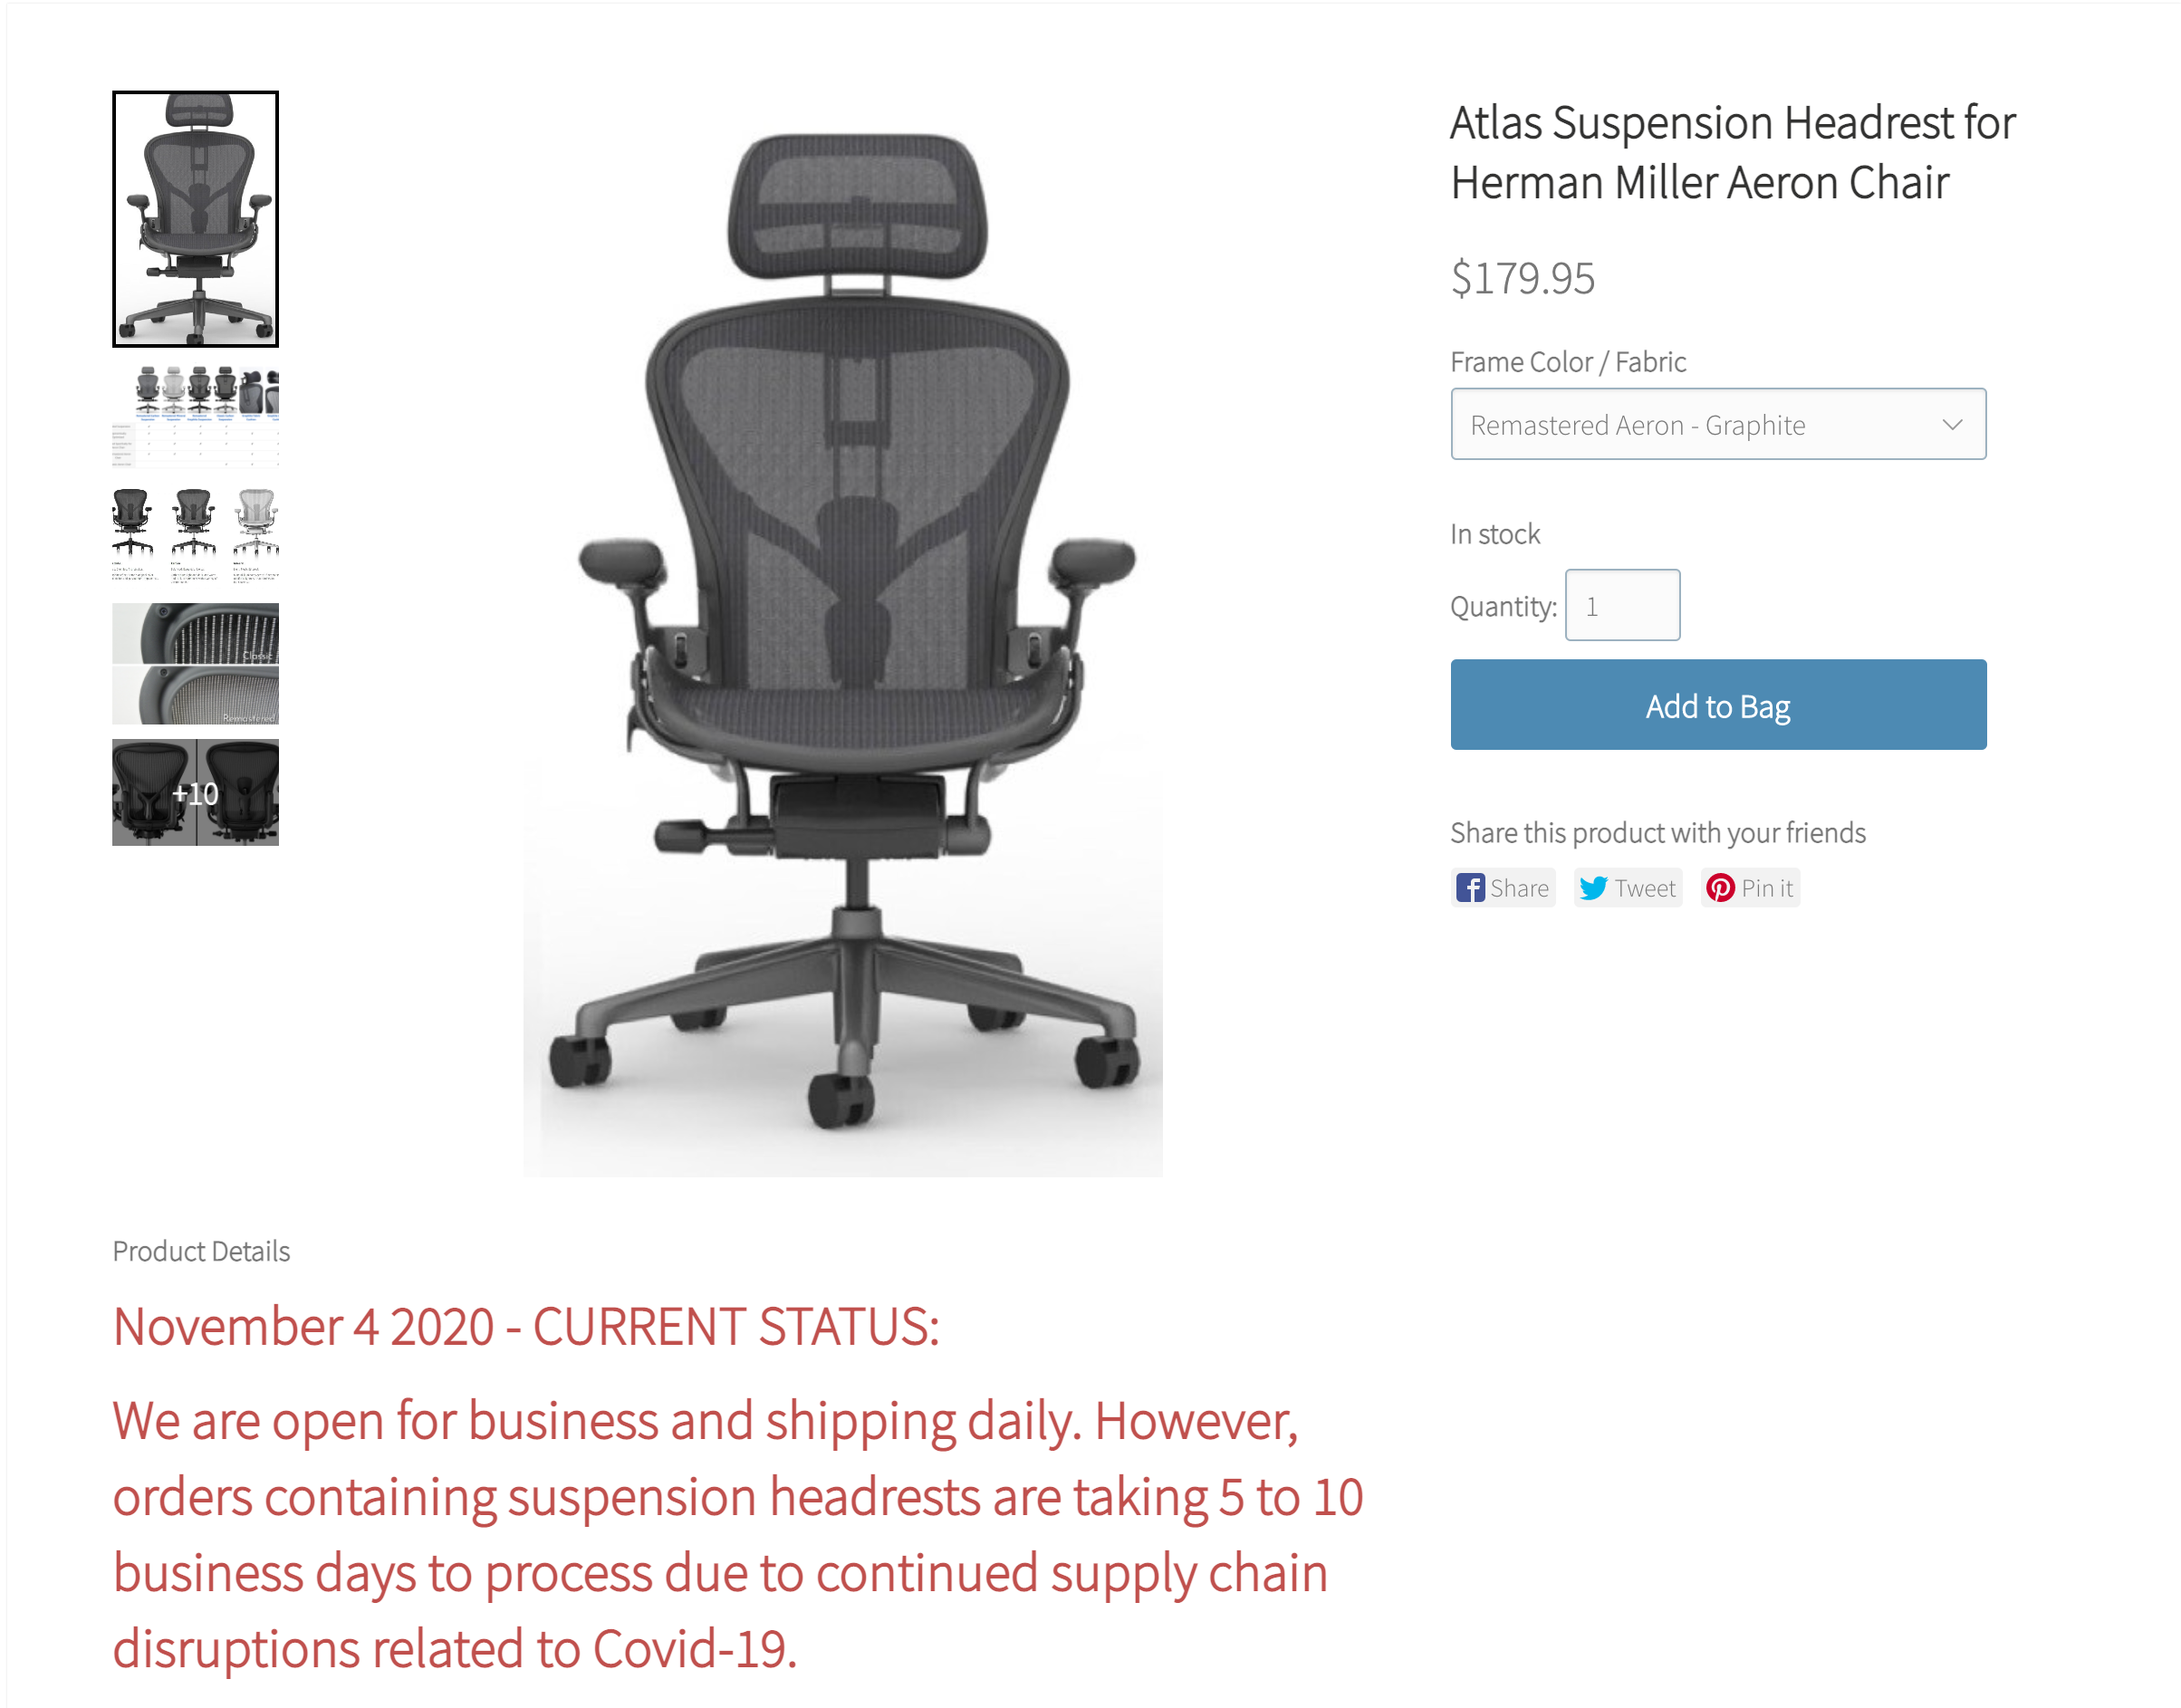 Atlas Suspension Headrest for
Herman Miller Aeron Chair
$179.95
Frame Color / Fabric
Remastered Aeron - Graphite
In stock
Quantity: 1
Add to Bag
Share this product with your friends
Share Tweet Pin it
Classic
Remastered
+10
Product Details
November 4 2020 - CURRENT STATUS:
We are open for business and shipping daily. However,
orders containing suspension headrests are taking 5 to 10
business days to process due to continued supply chain
disruptions related to Covid-19.